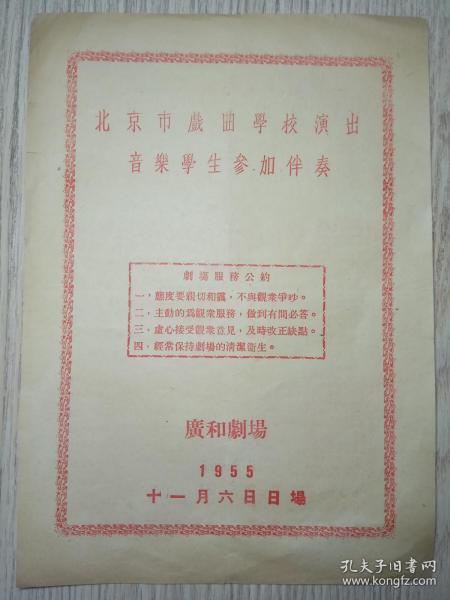 北京市戲曲學校演出
音樂學生參加伴奏
劇場服務公約
一，態度要親切和靄，不與觀衆爭吵。
二，主動的爲觀衆服務，做到有問必答。
三，虛心接受觀衆意見，及時改正缺點。
四，經常保持劇場的清潔衛生。
廣和劇場
1955
十一月六日日場
孔夫子旧书网
www.kongfz.com